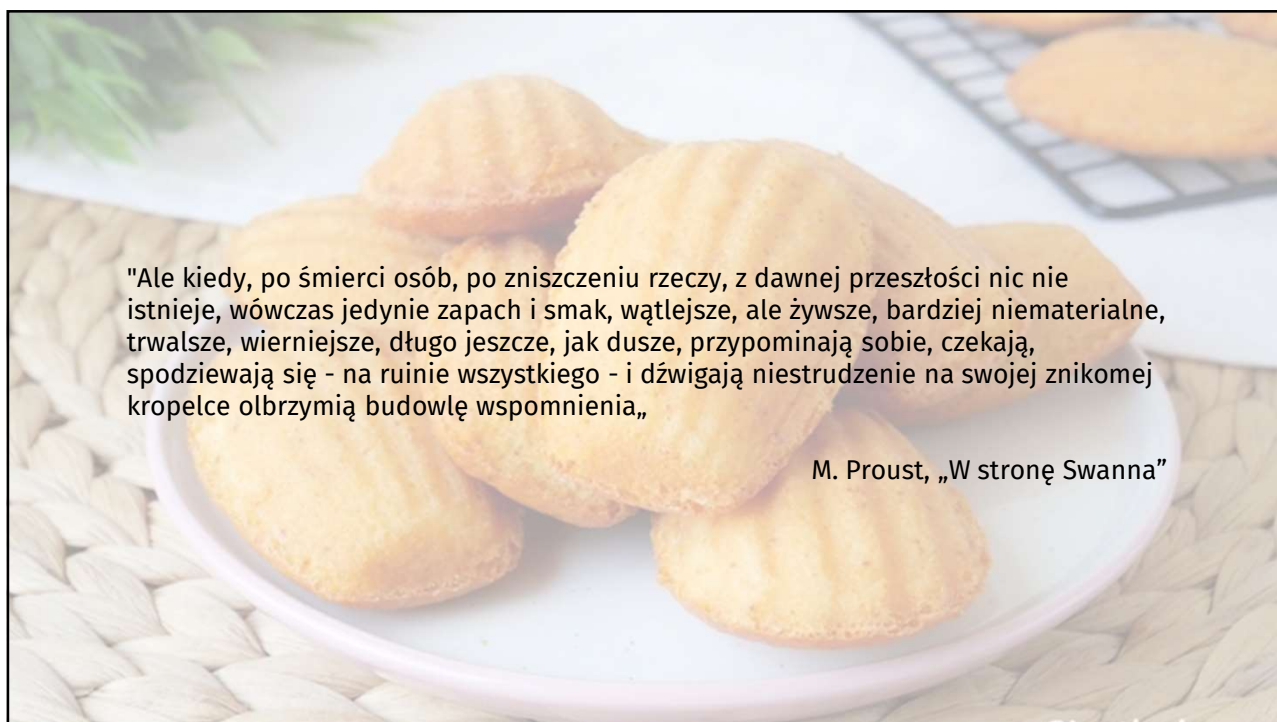 "Ale kiedy, po śmierci osób, po zniszczeniu rzeczy, z dawnej przeszłości nic nie
istnieje, wówczas jedynie zapach i smak, wątlejsze, ale żywsze, bardziej niematerialne,
trwalsze, wierniejsze, długo jeszcze, jak dusze, przypominają sobie, czekają,
spodziewają się - na ruinie wszystkiego - i dźwigają niestrudzenie na swojej znikomej
kropelce olbrzymią budowlę wspomnienia„
M. Proust, „W stronę Swanna”